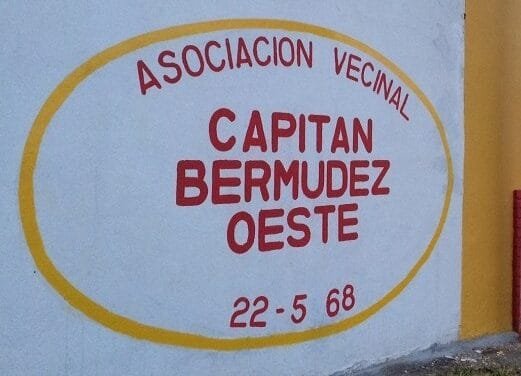 ASOCIACION VECINAL
CAPITAN
BERMUDEZ
OESTE
22-5 68